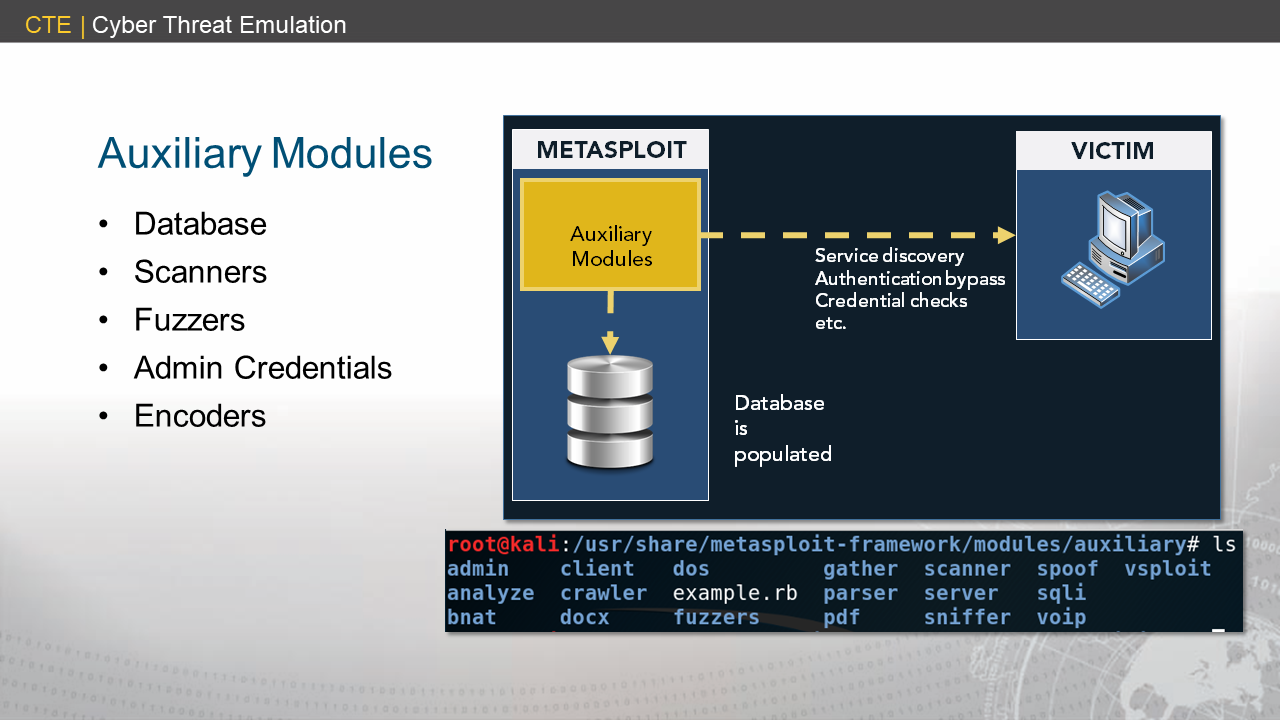 CTE | Cyber Threat Emulation
Auxiliary Modules
• Database
• Scanners
• Fuzzers
• Admin Credentials
• Encoders
METASPLOIT
Auxiliary
Modules
VICTIM
Service discovery
Authentication bypass
Credential checks
etc.
Database
is
populated
root@kali:/usr/share/metasploit-framework/modules/auxiliary# ls
admin client dos gather scanner spoof vsploit
analyze crawler example.rb parser server sqli
bnat docx fuzzers pdf sniffer voip